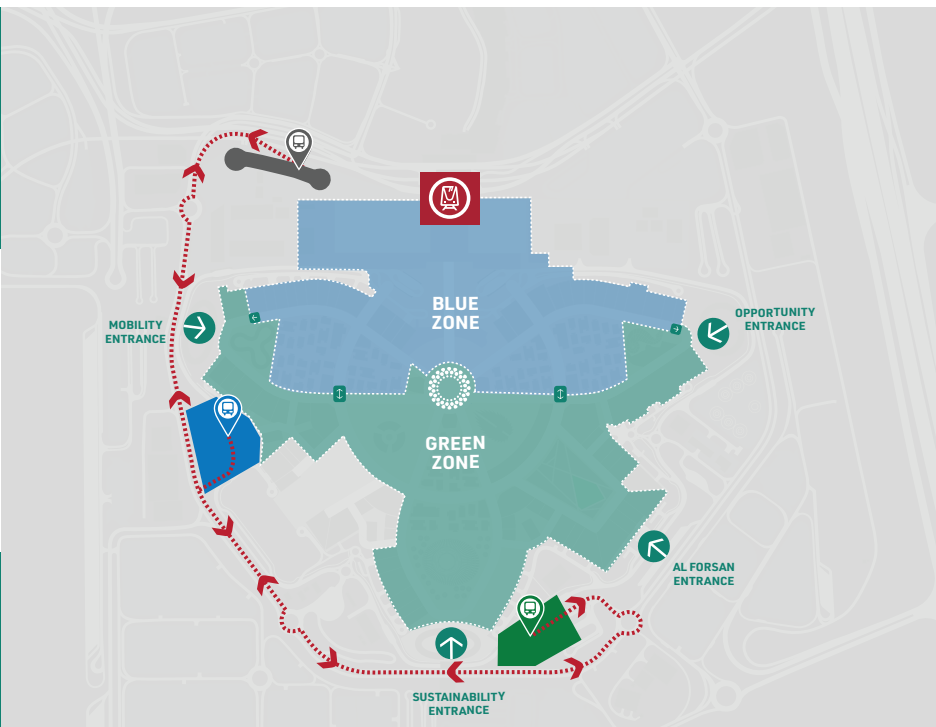 BLUE
ZONE
OPPORTUNITY
ENTRANCE
MOBILITY
ENTRANCE
GREEN
ZONE
AL FORSAN
ENTRANCE
SUSTAINABILITY
ENTRANCE